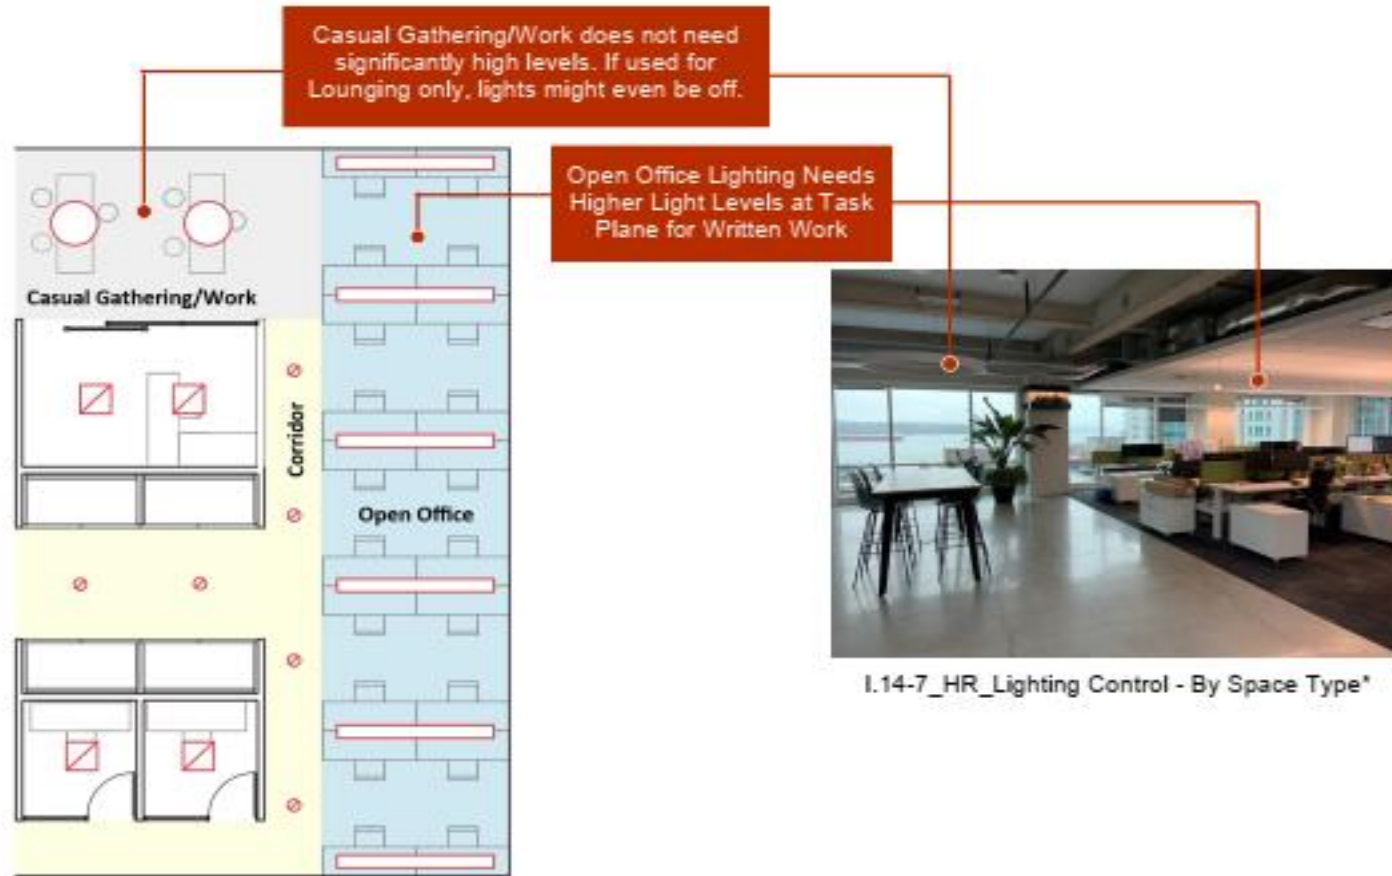 Casual Gathering/Work does not need
significantly high levels. If used for
Lounging only, lights might even be off.
Open Office Lighting Needs
Higher Light Levels at Task
Plane for Written Work
Casual Gathering/Work
Corridor
Open Office
I.14-7_HR_Lighting Control - By Space Type*